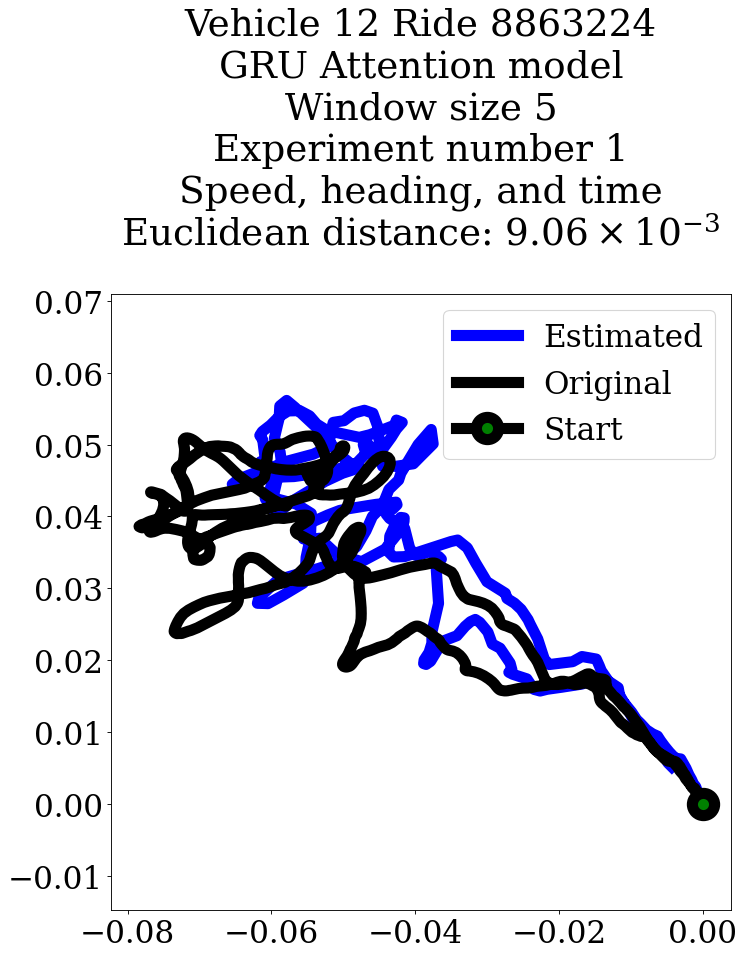 Vehicle 12 Ride 8863224
GRU Attention model
Window size 5
Experiment number 1
Speed, heading, and time
Euclidean distance: 9.06 × 10⁻³
0.07
0.06
0.05
0.04
0.03
0.02
0.01
0.00
−0.01
Estimated
Original
Start
−0.08
−0.06
−0.04
−0.02
0.00